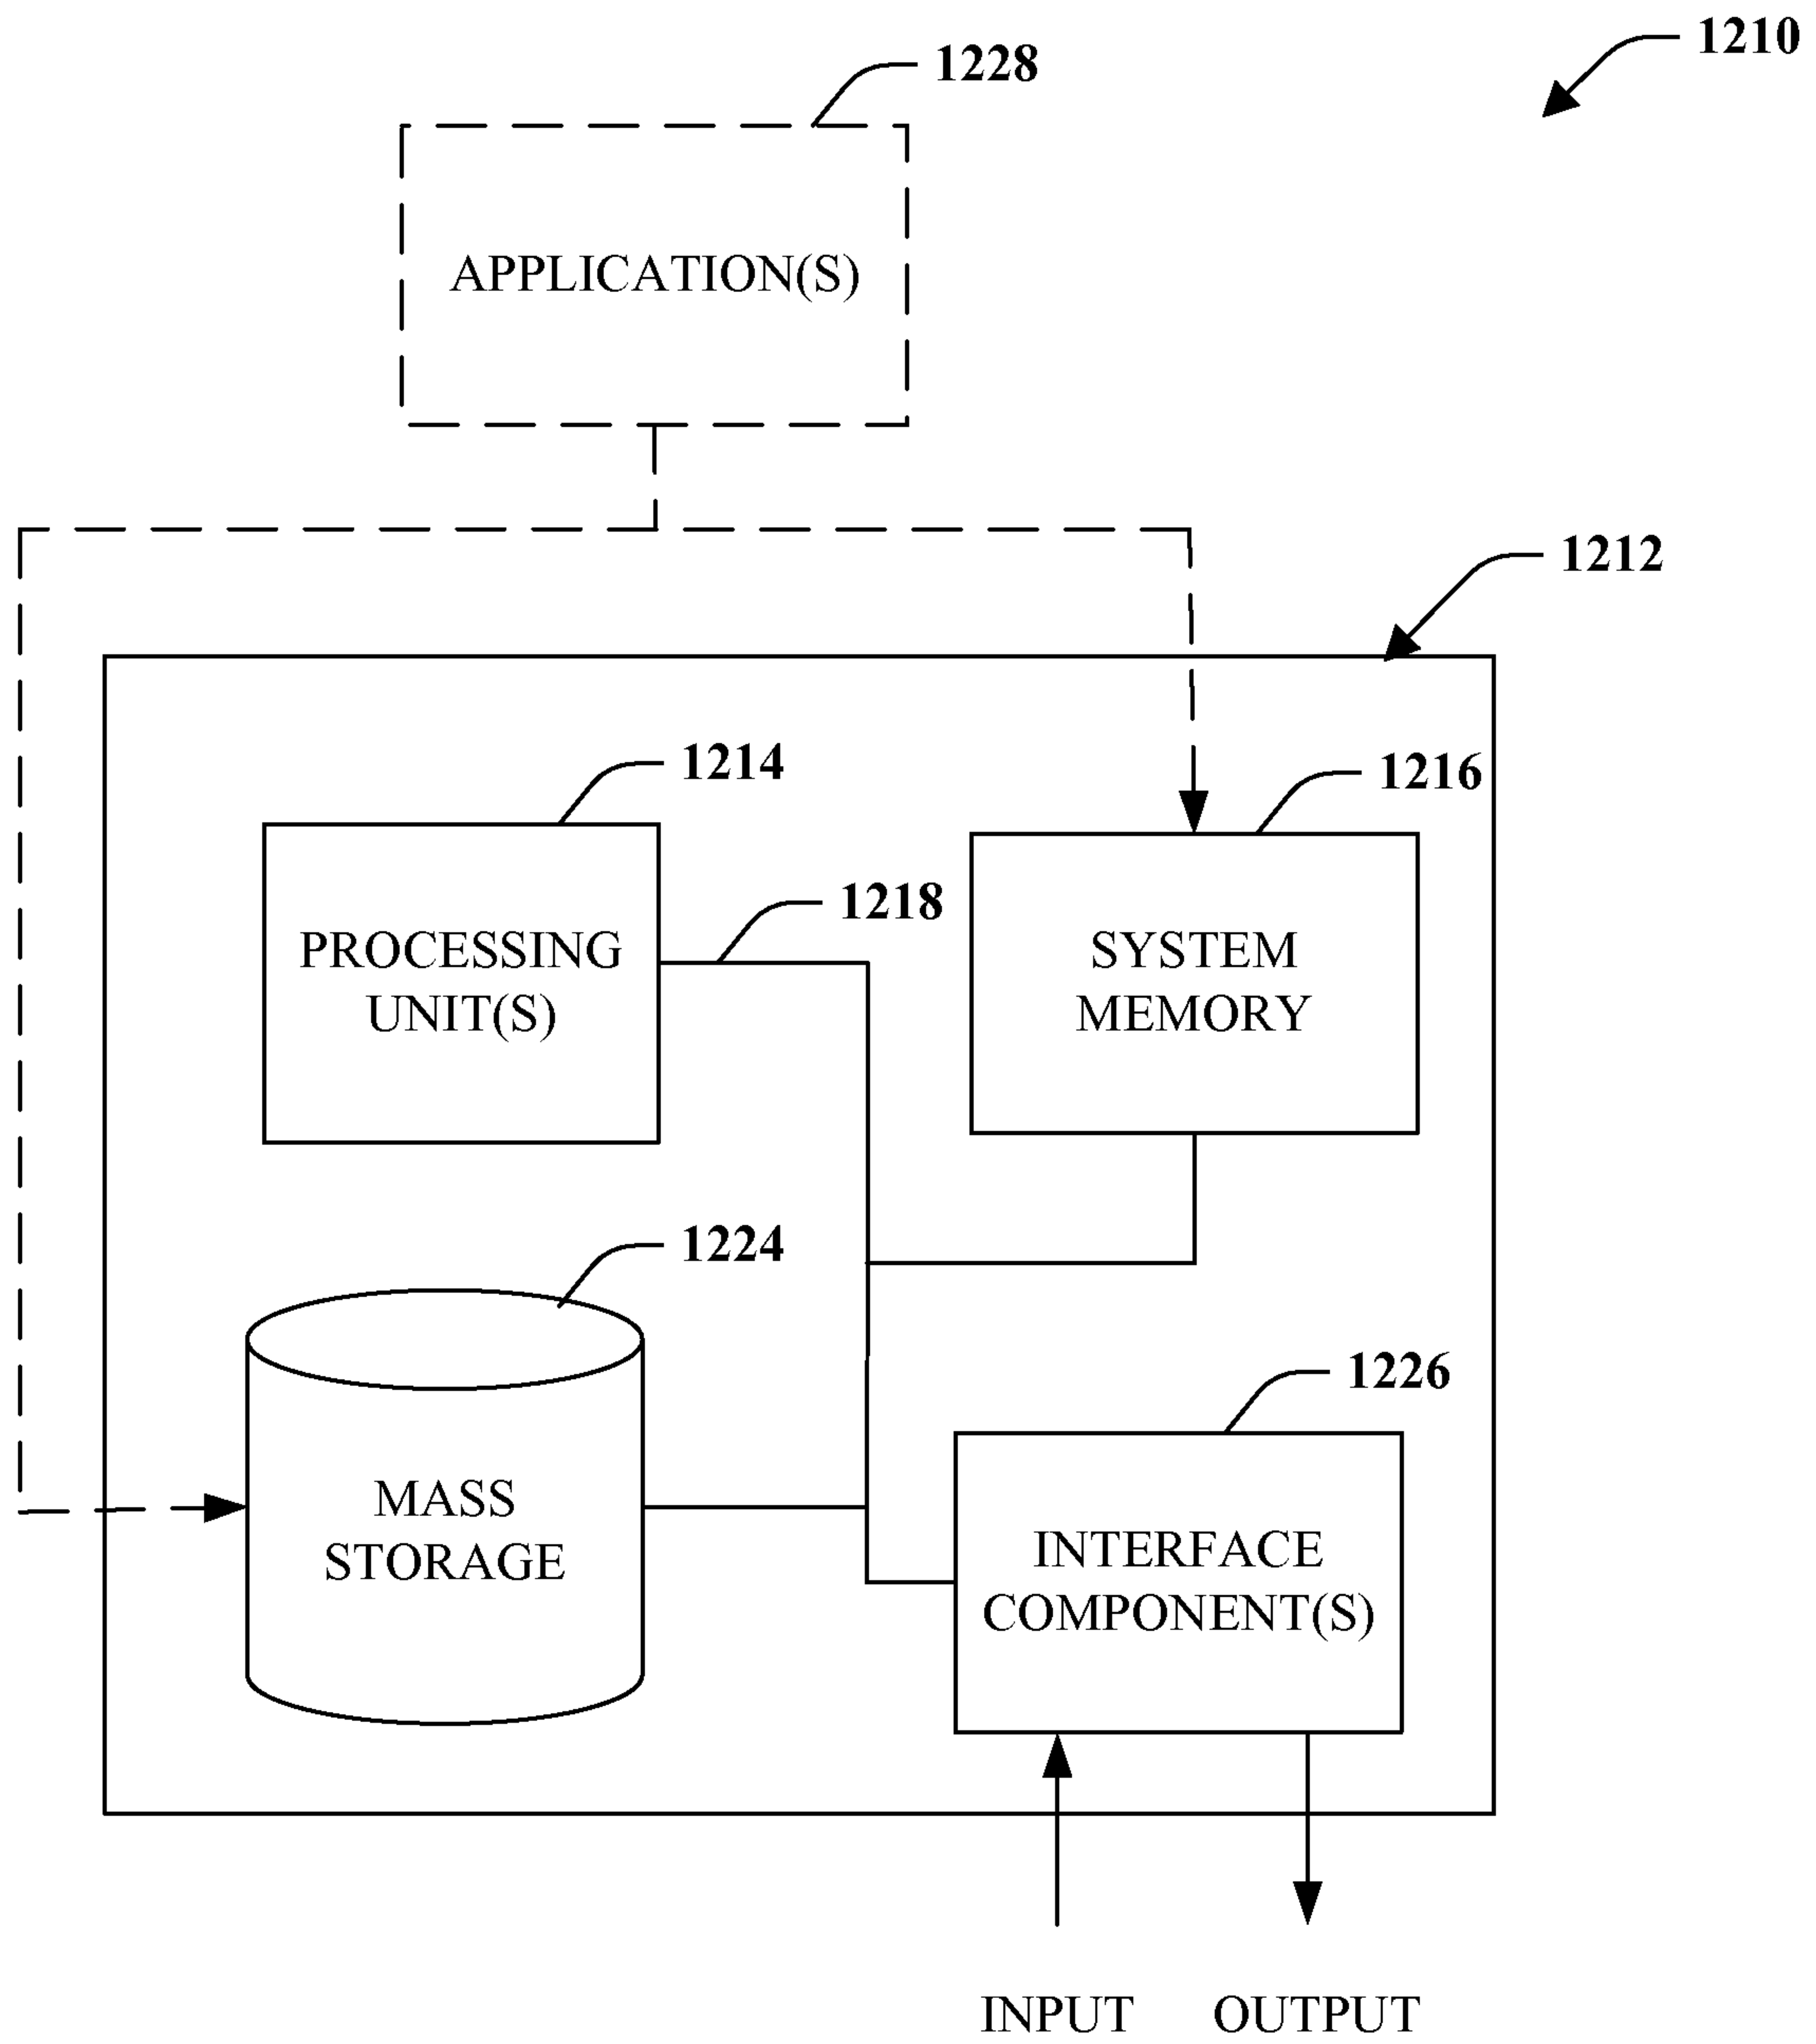 1210
1228
APPLICATION(S)
1212
1214
1216
1218
PROCESSING
UNIT(S)
SYSTEM
MEMORY
1224
1226
MASS
STORAGE
INTERFACE
COMPONENT(S)
INPUT
OUTPUT